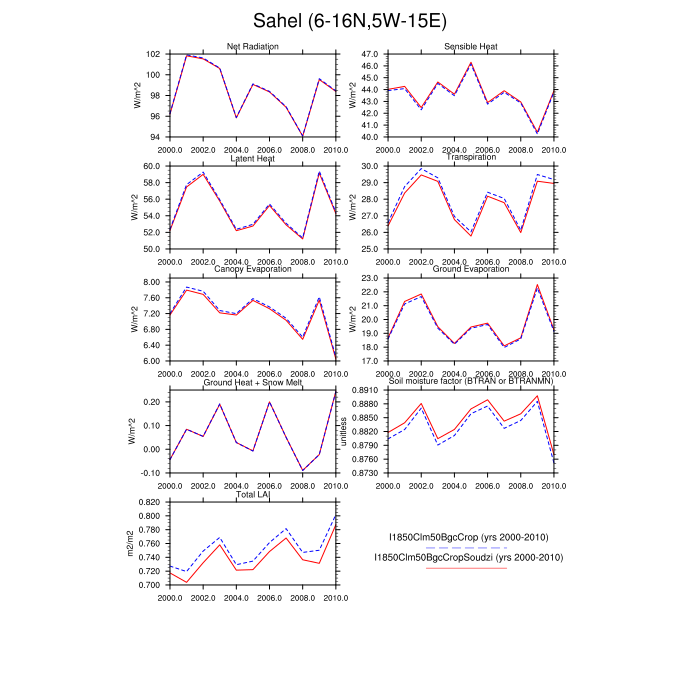 Sahel (6-16N,5W-15E)
Net Radiation
W/m^2
102
100
98
96
94
2000.0 2002.0 2004.0 2006.0 2008.0 2010.0
Sensible Heat
W/m^2
47.0
46.0
45.0
44.0
43.0
42.0
41.0
40.0
2000.0 2002.0 2004.0 2006.0 2008.0 2010.0
Latent Heat
W/m^2
60.0
58.0
56.0
54.0
52.0
50.0
2000.0 2002.0 2004.0 2006.0 2008.0 2010.0
Transpiration
W/m^2
30.0
29.0
28.0
27.0
26.0
25.0
2000.0 2002.0 2004.0 2006.0 2008.0 2010.0
Canopy Evaporation
W/m^2
8.00
7.60
7.20
6.80
6.40
6.00
2000.0 2002.0 2004.0 2006.0 2008.0 2010.0
Ground Evaporation
W/m^2
23.0
22.0
21.0
20.0
19.0
18.0
17.0
2000.0 2002.0 2004.0 2006.0 2008.0 2010.0
Ground Heat + Snow Melt
W/m^2
0.20
0.10
0.00
-0.10
2000.0 2002.0 2004.0 2006.0 2008.0 2010.0
Soil moisture factor (BTRAN or BTRANMN)
unitless
0.8910
0.8880
0.8850
0.8820
0.8790
0.8760
0.8730
2000.0 2002.0 2004.0 2006.0 2008.0 2010.0
Total LAI
m2/m2
0.820
0.800
0.780
0.760
0.740
0.720
0.700
2000.0 2002.0 2004.0 2006.0 2008.0 2010.0
I1850Clm50BgcCrop (yrs 2000-2010)
I1850Clm50BgcCropSoudzi (yrs 2000-2010)